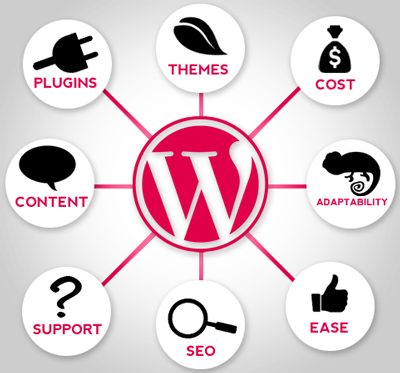 PLUGINS
THEMES
COST
$
CONTENT
W
ADAPTABILITY
SUPPORT
?
SEO
EASE